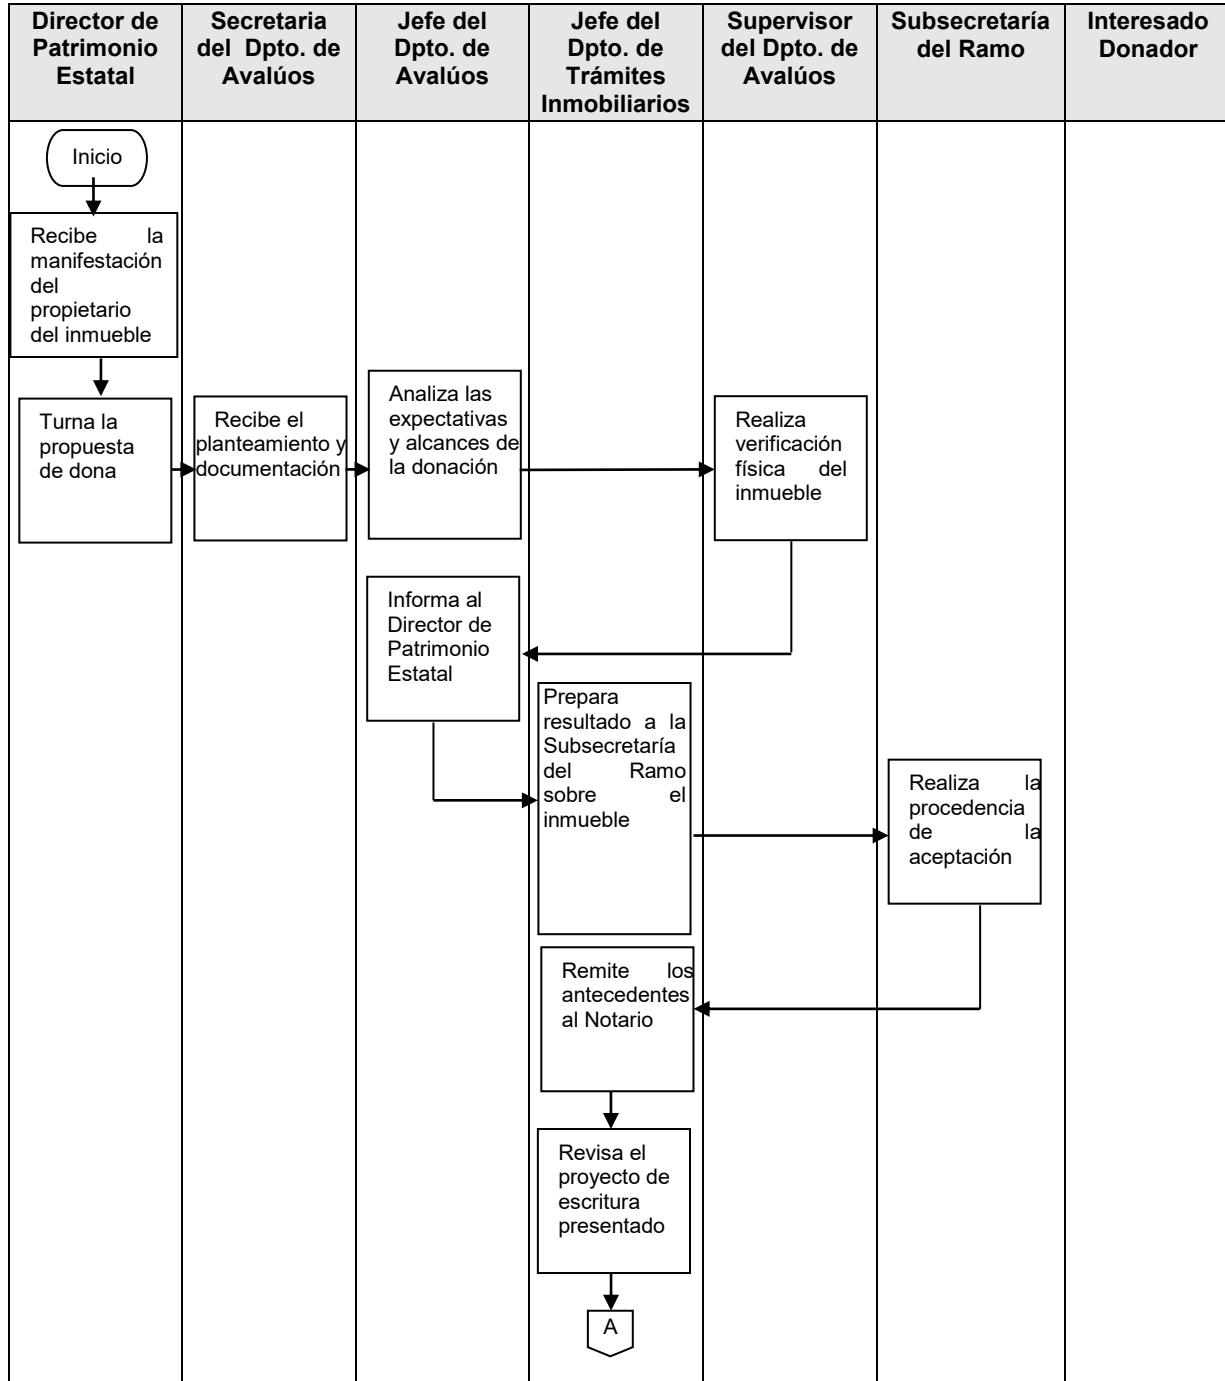 Director de
Patrimonio
Estatal
Secretaria
del Dpto. de
Avalúos
Jefe del
Dpto. de
Avalúos
Jefe del
Dpto. de
Trámites
Inmobiliarios
Supervisor
del Dpto. de
Avalúos
Subsecretaría
del Ramo
Interesado
Donador
Inicio
Recibe la
manifestación
del
propietario
del inmueble
Turna la
propuesta
de dona
Recibe el
planteamiento y
documentación
Analiza las
expectativas
y alcances de
la donación
Realiza
verificación
física del
inmueble
Informa al
Director de
Patrimonio
Estatal
Prepara
resultado a la
Subsecretaría
del Ramo
sobre el
inmueble
Realiza la
procedencia
de la
aceptación
Remite los
antecedentes
al Notario
Revisa el
proyecto de
escritura
presentado
A